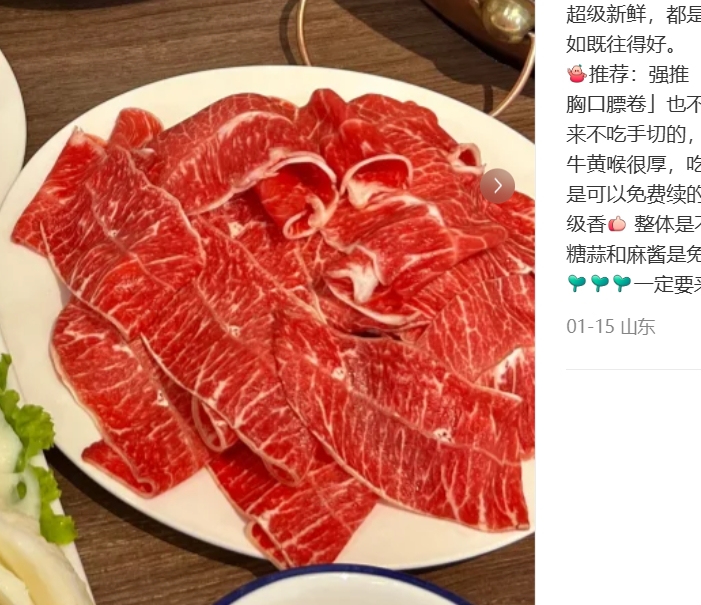 超级新鲜，都是
如既往得好。
推荐：强推
胸口膘卷」也不
来不吃手切的，
牛黄喉很厚，吃
是可以免费续的
级香 整体是不
糖蒜和麻酱是免
一定要来
01-15 山东